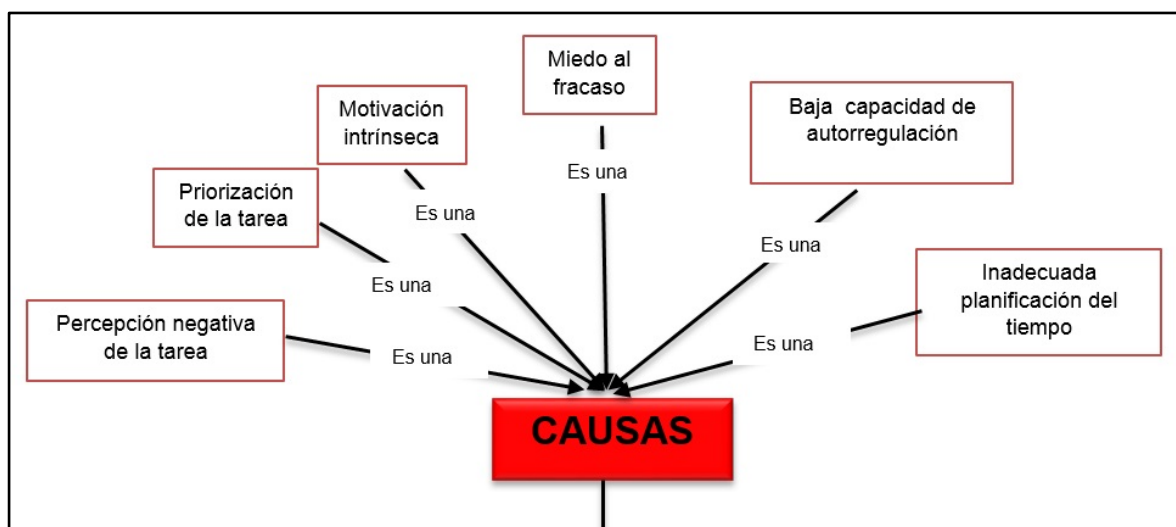 Miedo al
fracaso
Motivación
intrínseca
Baja capacidad de
autorregulación
Priorización
de la tarea
Es una
Es una
Es una
Inadecuada
planificación del
tiempo
Es una
Percepción negativa
de la tarea
Es una
Es una
CAUSAS